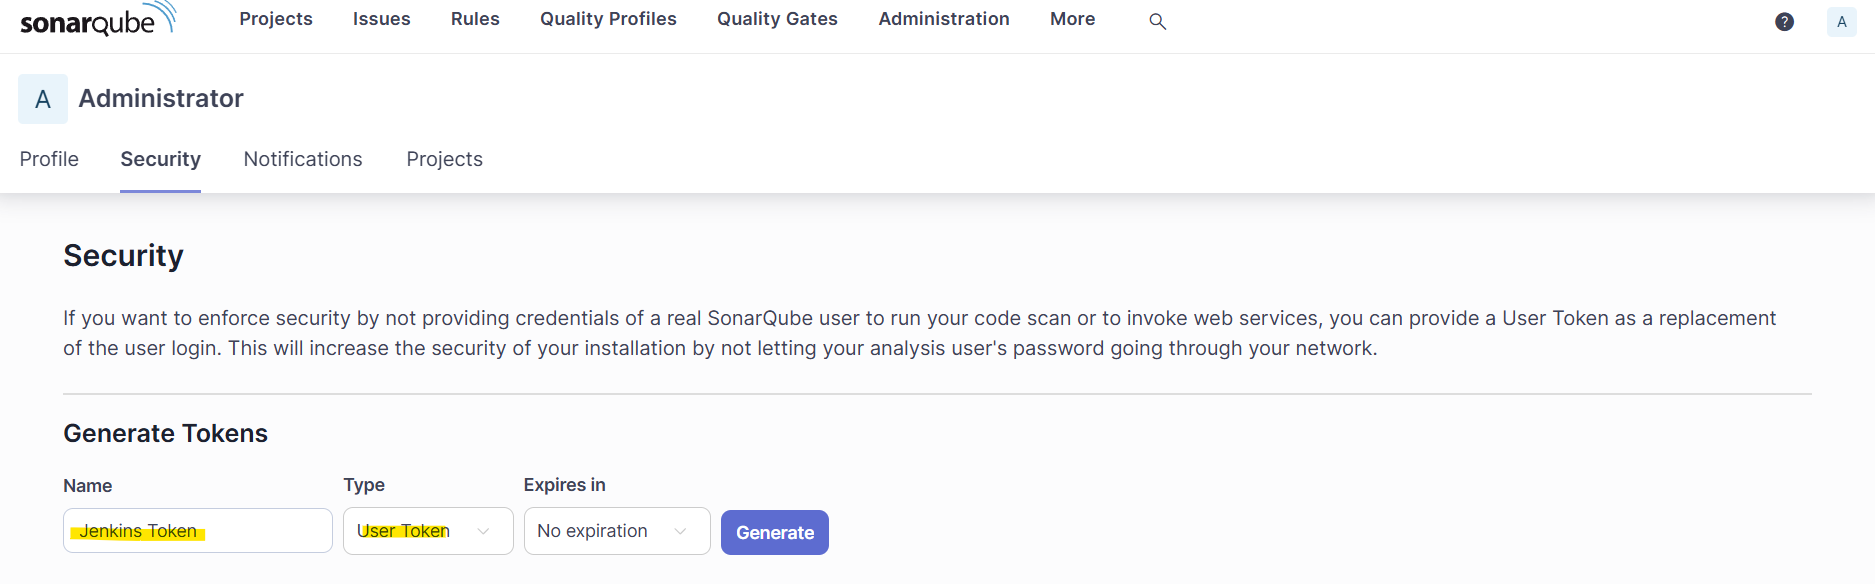 sonarqube Projects Issues Rules Quality Profiles Quality Gates Administration More ? A
A Administrator
Profile Security Notifications Projects
Security
If you want to enforce security by not providing credentials of a real SonarQube user to run your code scan or to invoke web services, you can provide a User Token as a replacement
of the user login. This will increase the security of your installation by not letting your analysis user's password going through your network.
Generate Tokens
Name Type Expires in
Jenkins Token User Token No expiration Generate